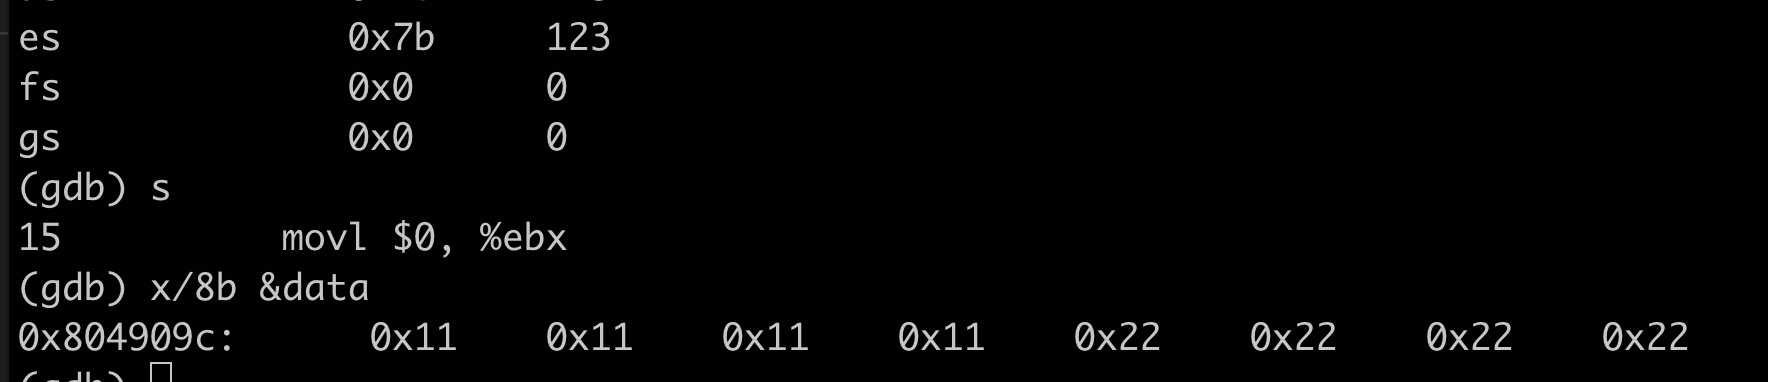 es 0x7b 123
fs 0x0 0
gs 0x0 0
(gdb) s
15 movl $0, %ebx
(gdb) x/8b &data
0x804909c: 0x11 0x11 0x11 0x11 0x22 0x22 0x22 0x22
(gdb)